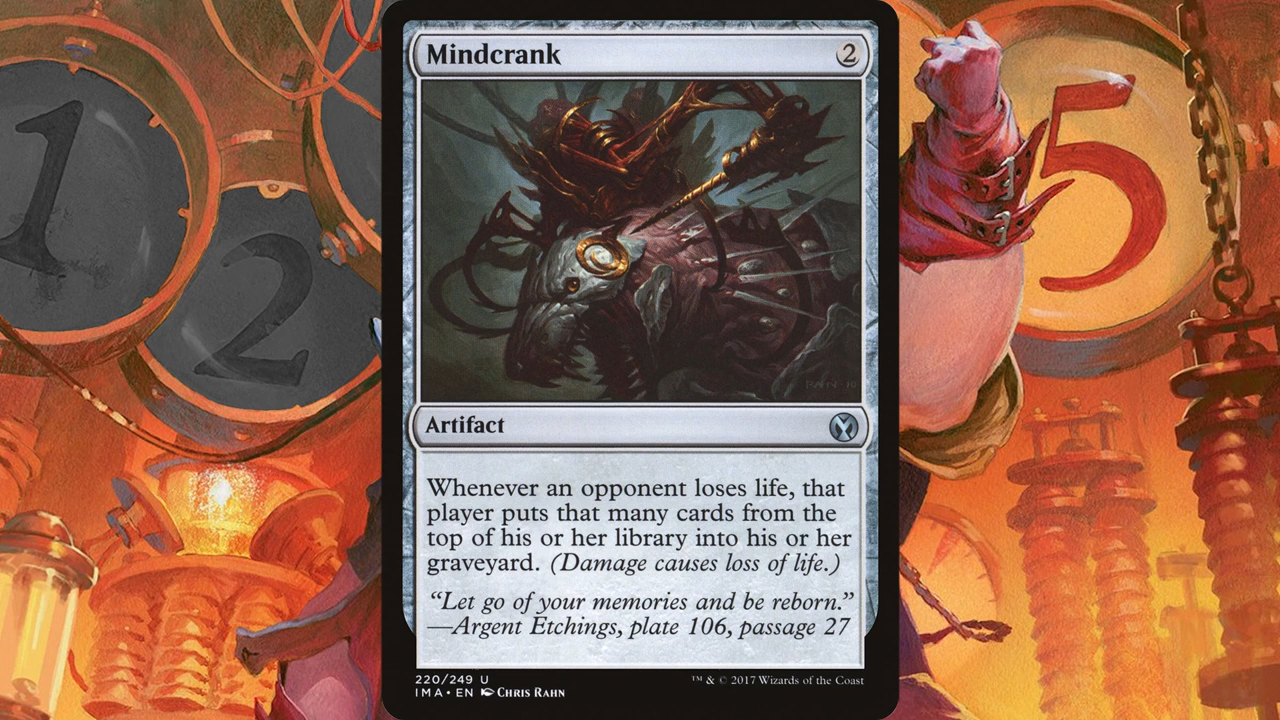 1
2
5
Mindcrank 2
RAHN 10
Artifact
Whenever an opponent loses life, that
player puts that many cards from the
top of his or her library into his or her
graveyard. (Damage causes loss of life.)
“Let go of your memories and be reborn.”
—Argent Etchings, plate 106, passage 27
220/249 U
IMA • EN Chris Rahn
™ & © 2017 Wizards of the Coast